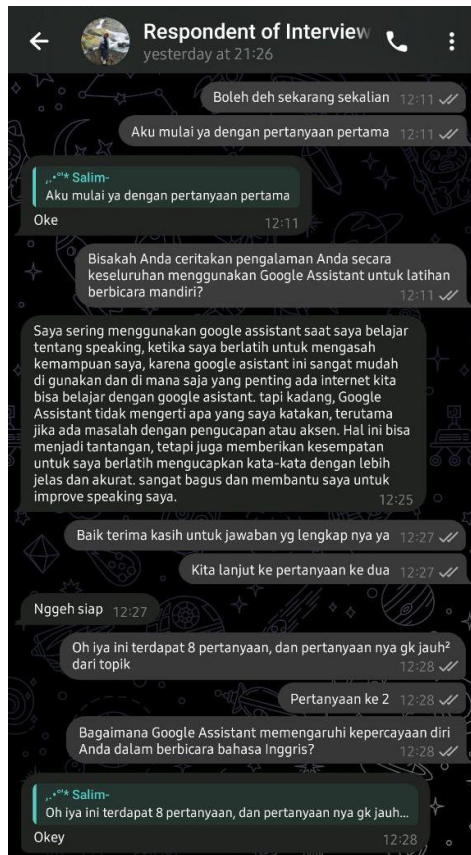 Respondent of Interview
yesterday at 21:26
Boleh deh sekarang sekalian 12:11
Aku mulai ya dengan pertanyaan pertama 12:11
,.•°'* Salim-
Aku mulai ya dengan pertanyaan pertama
Oke 12:11
Bisakah Anda ceritakan pengalaman Anda secara
keseluruhan menggunakan Google Assistant untuk latihan
berbicara mandiri? 12:11
Saya sering menggunakan google assistant saat saya belajar
tentang speaking, ketika saya berlatih untuk mengasah
kemampuan saya, karena google asistant ini sangat mudah
di gunakan dan di mana saja yang penting ada internet kita
bisa belajar dengan google asistant. tapi kadang, Google
Assistant tidak mengerti apa yang saya katakan, terutama
jika ada masalah dengan pengucapan atau aksen. Hal ini bisa
menjadi tantangan, tetapi juga memberikan kesempatan
untuk saya berlatih mengucapkan kata-kata dengan lebih
jelas dan akurat. sangat bagus dan membantu saya untuk
improve speaking saya. 12:25
Baik terima kasih untuk jawaban yg lengkap nya ya 12:27
Kita lanjut ke pertanyaan ke dua 12:27
Nggeh siap 12:27
Oh iya ini terdapat 8 pertanyaan, dan pertanyaan nya gk jauh²
dari topik 12:28
Pertanyaan ke 2 12:28
Bagaimana Google Assistant memengaruhi kepercayaan diri
Anda dalam berbicara bahasa Inggris? 12:28
,.•°'* Salim-
Oh iya ini terdapat 8 pertanyaan, dan pertanyaan nya gk jauh...
Okey 12:28